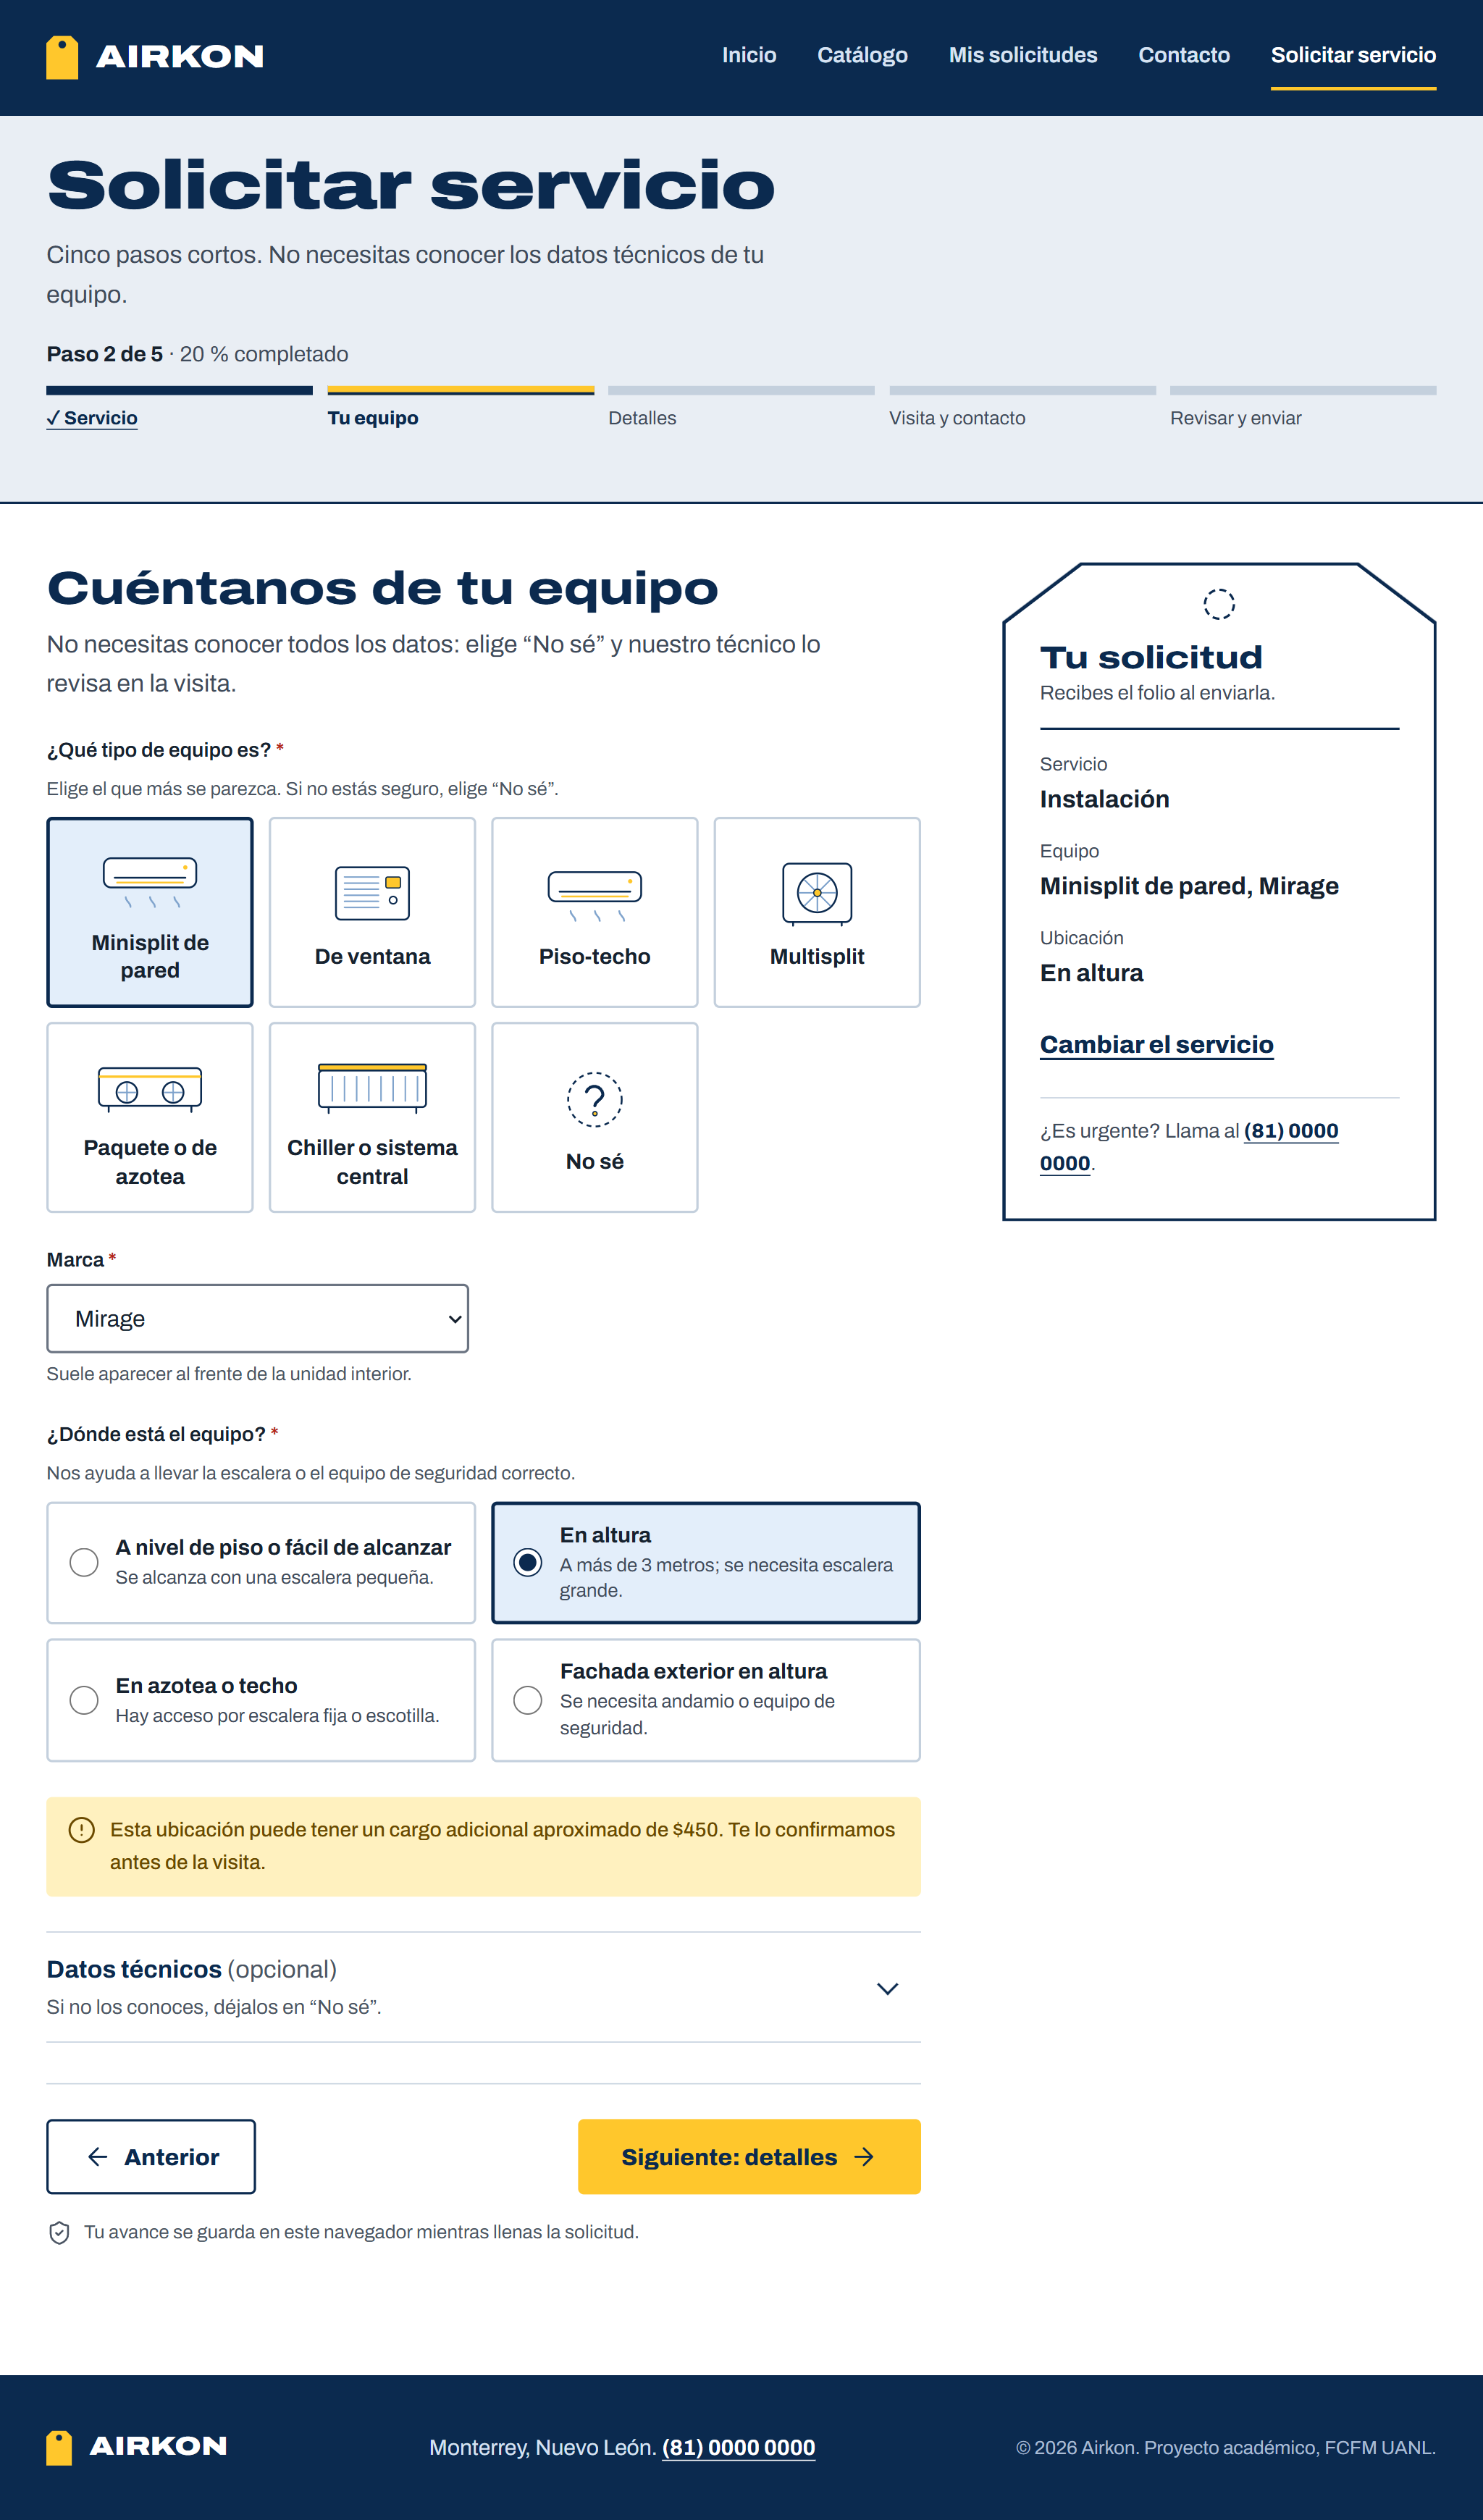 AIRKON
Inicio
Catálogo
Mis solicitudes
Contacto
Solicitar servicio
Solicitar servicio
Cinco pasos cortos. No necesitas conocer los datos técnicos de tu
equipo.
Paso 2 de 5 · 20 % completado
✓ Servicio
Tu equipo
Detalles
Visita y contacto
Revisar y enviar
Cuéntanos de tu equipo
No necesitas conocer todos los datos: elige “No sé” y nuestro técnico lo
revisa en la visita.
¿Qué tipo de equipo es? *
Elige el que más se parezca. Si no estás seguro, elige “No sé”.
Minisplit de
pared
De ventana
Piso-techo
Multisplit
Paquete o de
azotea
Chiller o sistema
central
?
No sé
Marca *
Mirage
Suele aparecer al frente de la unidad interior.
¿Dónde está el equipo? *
Nos ayuda a llevar la escalera o el equipo de seguridad correcto.
A nivel de piso o fácil de alcanzar
Se alcanza con una escalera pequeña.
En altura
A más de 3 metros; se necesita escalera
grande.
En azotea o techo
Hay acceso por escalera fija o escotilla.
Fachada exterior en altura
Se necesita andamio o equipo de
seguridad.
Esta ubicación puede tener un cargo adicional aproximado de $450. Te lo confirmamos
antes de la visita.
Datos técnicos (opcional)
Si no los conoces, déjalos en “No sé”.
← Anterior
Siguiente: detalles →
Tu avance se guarda en este navegador mientras llenas la solicitud.
Tu solicitud
Recibes el folio al enviarla.
Servicio
Instalación
Equipo
Minisplit de pared, Mirage
Ubicación
En altura
Cambiar el servicio
¿Es urgente? Llama al (81) 0000
0000.
AIRKON
Monterrey, Nuevo León. (81) 0000 0000
© 2026 Airkon. Proyecto académico, FCFM UANL.